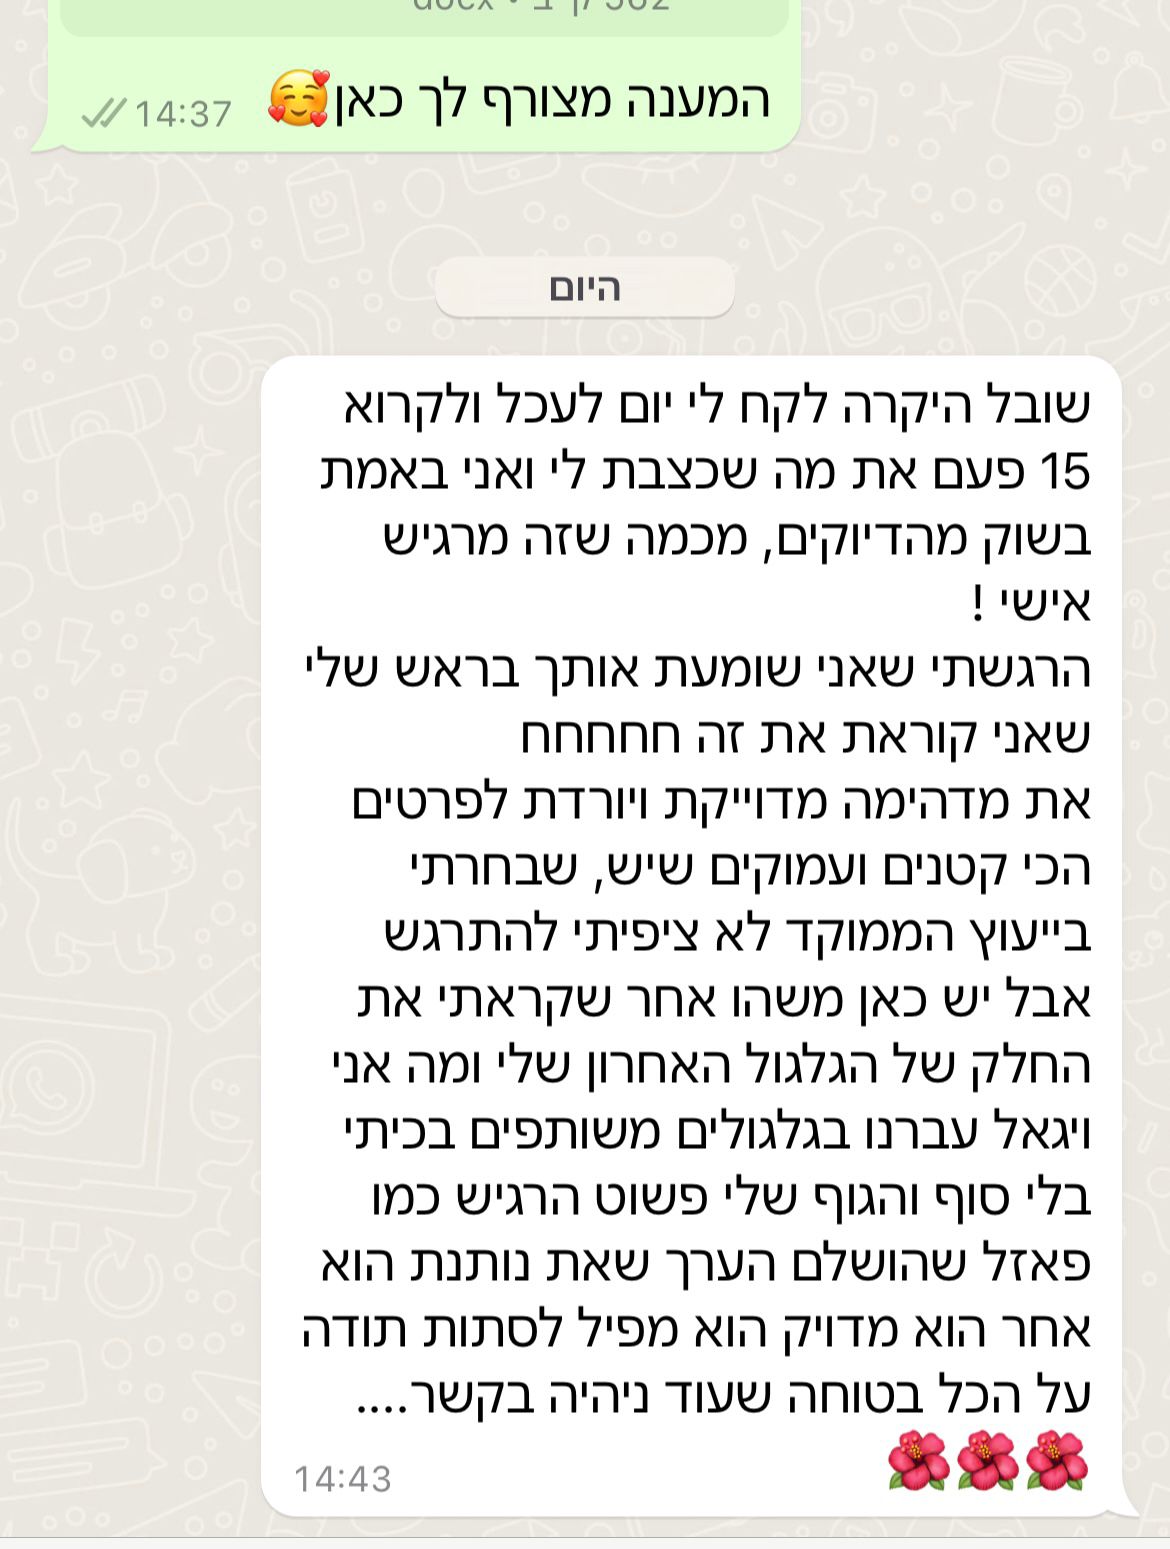 המענה מצורף לך כאן🥰
14:37
היום
שובל היקרה לקח לי יום לעכל ולקרוא
15 פעם את מה שכצבת לי ואני באמת
בשוק מהדיוקים, מכמה שזה מרגיש
אישי !
הרגשתי שאני שומעת אותך בראש שלי
שאני קוראת את זה חחחחח
את מדהימה מדוייקת ויורדת לפרטים
הכי קטנים ועמוקים שיש, שבחרתי
בייעוץ הממוקד לא ציפיתי להתרגש
אבל יש כאן משהו אחר שקראתי את
החלק של הגלגול האחרון שלי ומה אני
ויגאל עברנו בגלגולים משותפים בכיתי
בלי סוף והגוף שלי פשוט הרגיש כמו
פאזל שהושלם הערך שאת נותנת הוא
אחר הוא מדויק הוא מפיל לסתות תודה
על הכל בטוחה שעוד ניהיה בקשר....
🌺🌺🌺
14:43